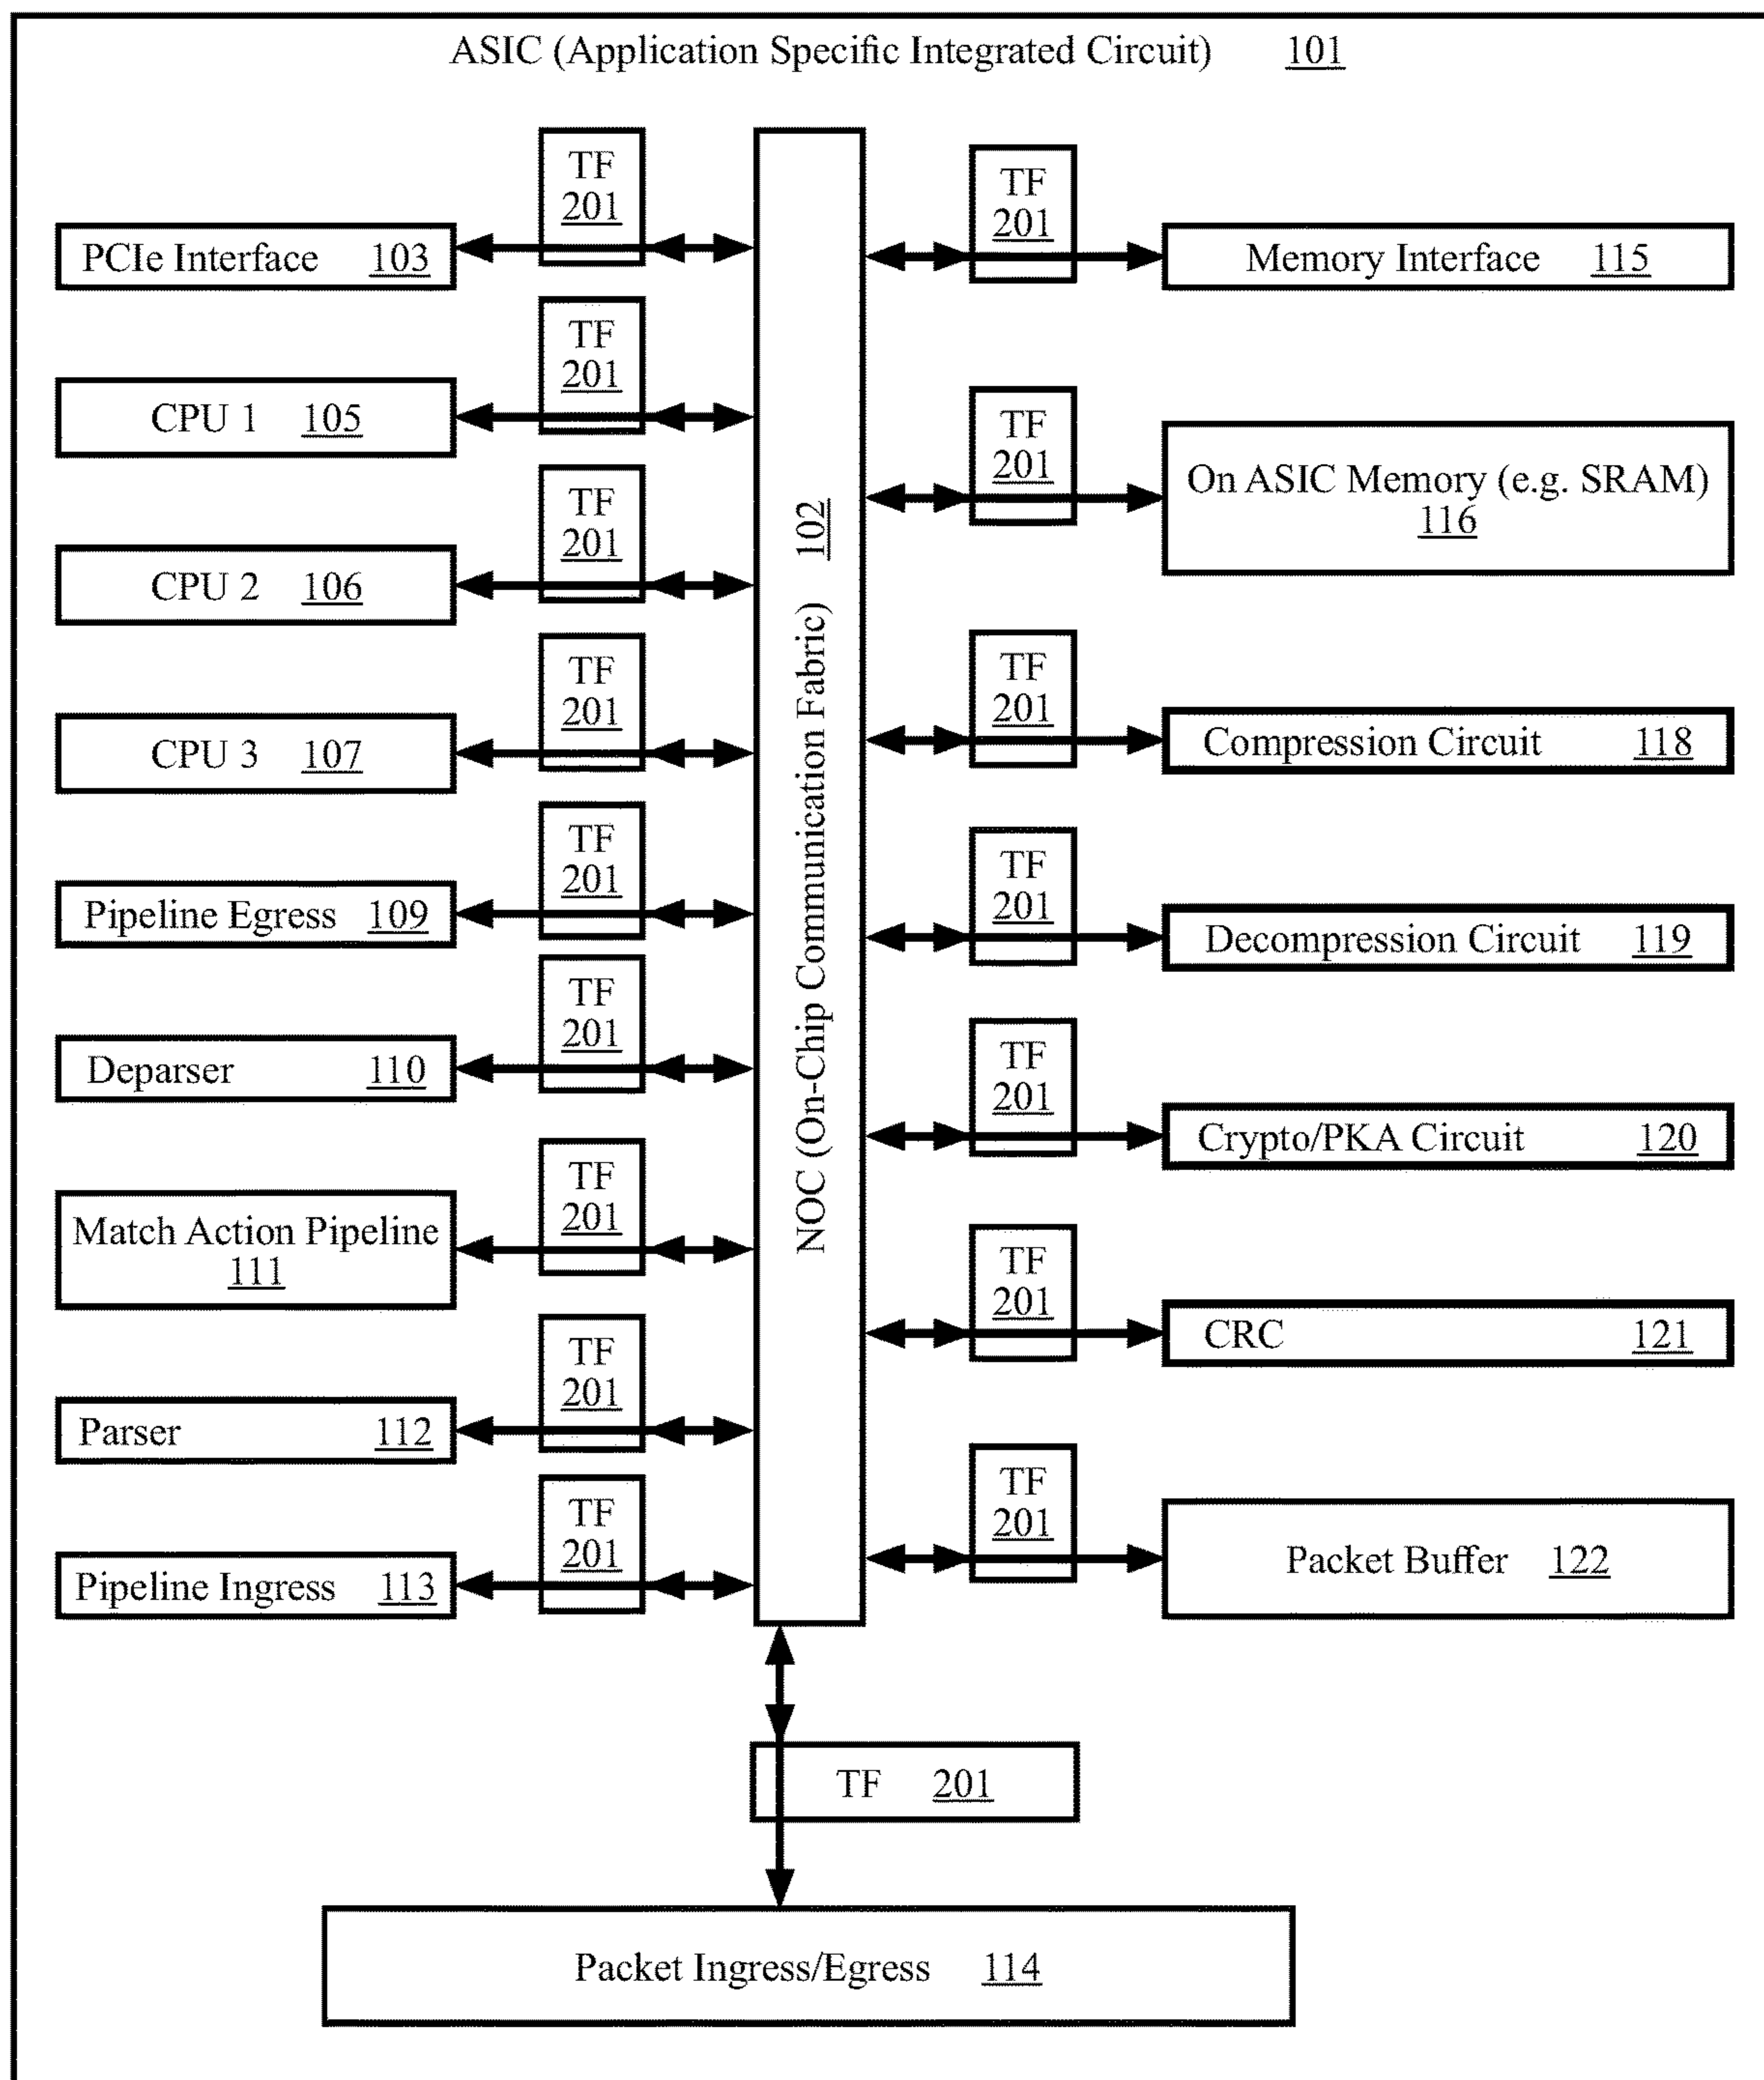 ASIC (Application Specific Integrated Circuit) 101
TF
201
PCIe Interface 103
TF
201
CPU 1 105
TF
201
CPU 2 106
TF
201
CPU 3 107
TF
201
Pipeline Egress 109
TF
201
Deparser 110
TF
201
Match Action Pipeline
111
TF
201
Parser 112
TF
201
Pipeline Ingress 113
NOC (On-Chip Communication Fabric) 102
TF
201
Memory Interface 115
TF
201
On ASIC Memory (e.g. SRAM)
116
TF
201
Compression Circuit 118
TF
201
Decompression Circuit 119
TF
201
Crypto/PKA Circuit 120
TF
201
CRC 121
TF
201
Packet Buffer 122
TF 201
Packet Ingress/Egress 114